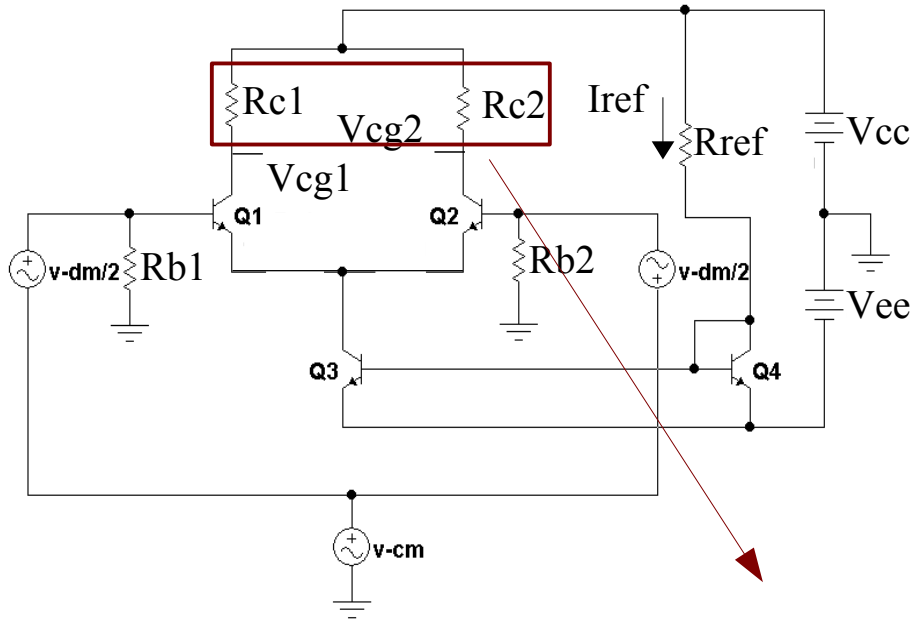 Rc1
Rc2
Iref
Vcg2
Rref
Vcc
Vcg1
Q1
Q2
v-dm/2
Rb1
Rb2
v-dm/2
Vee
Q3
Q4
v-cm